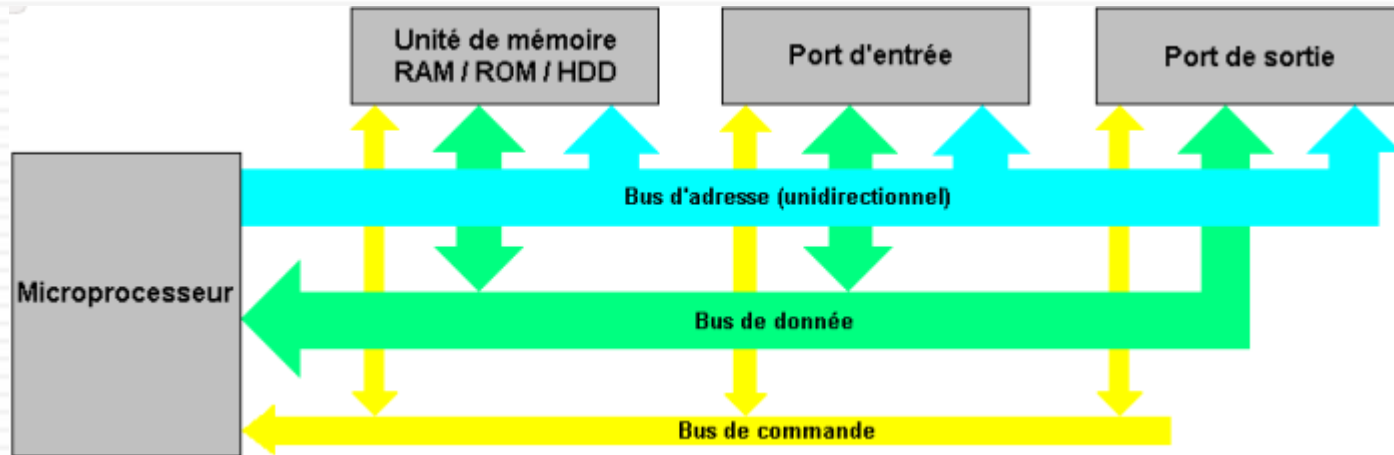 Unité de mémoire
RAM / ROM / HDD
Port d'entrée
Port de sortie
Bus d'adresse (unidirectionnel)
Microprocesseur
Bus de donnée
Bus de commande